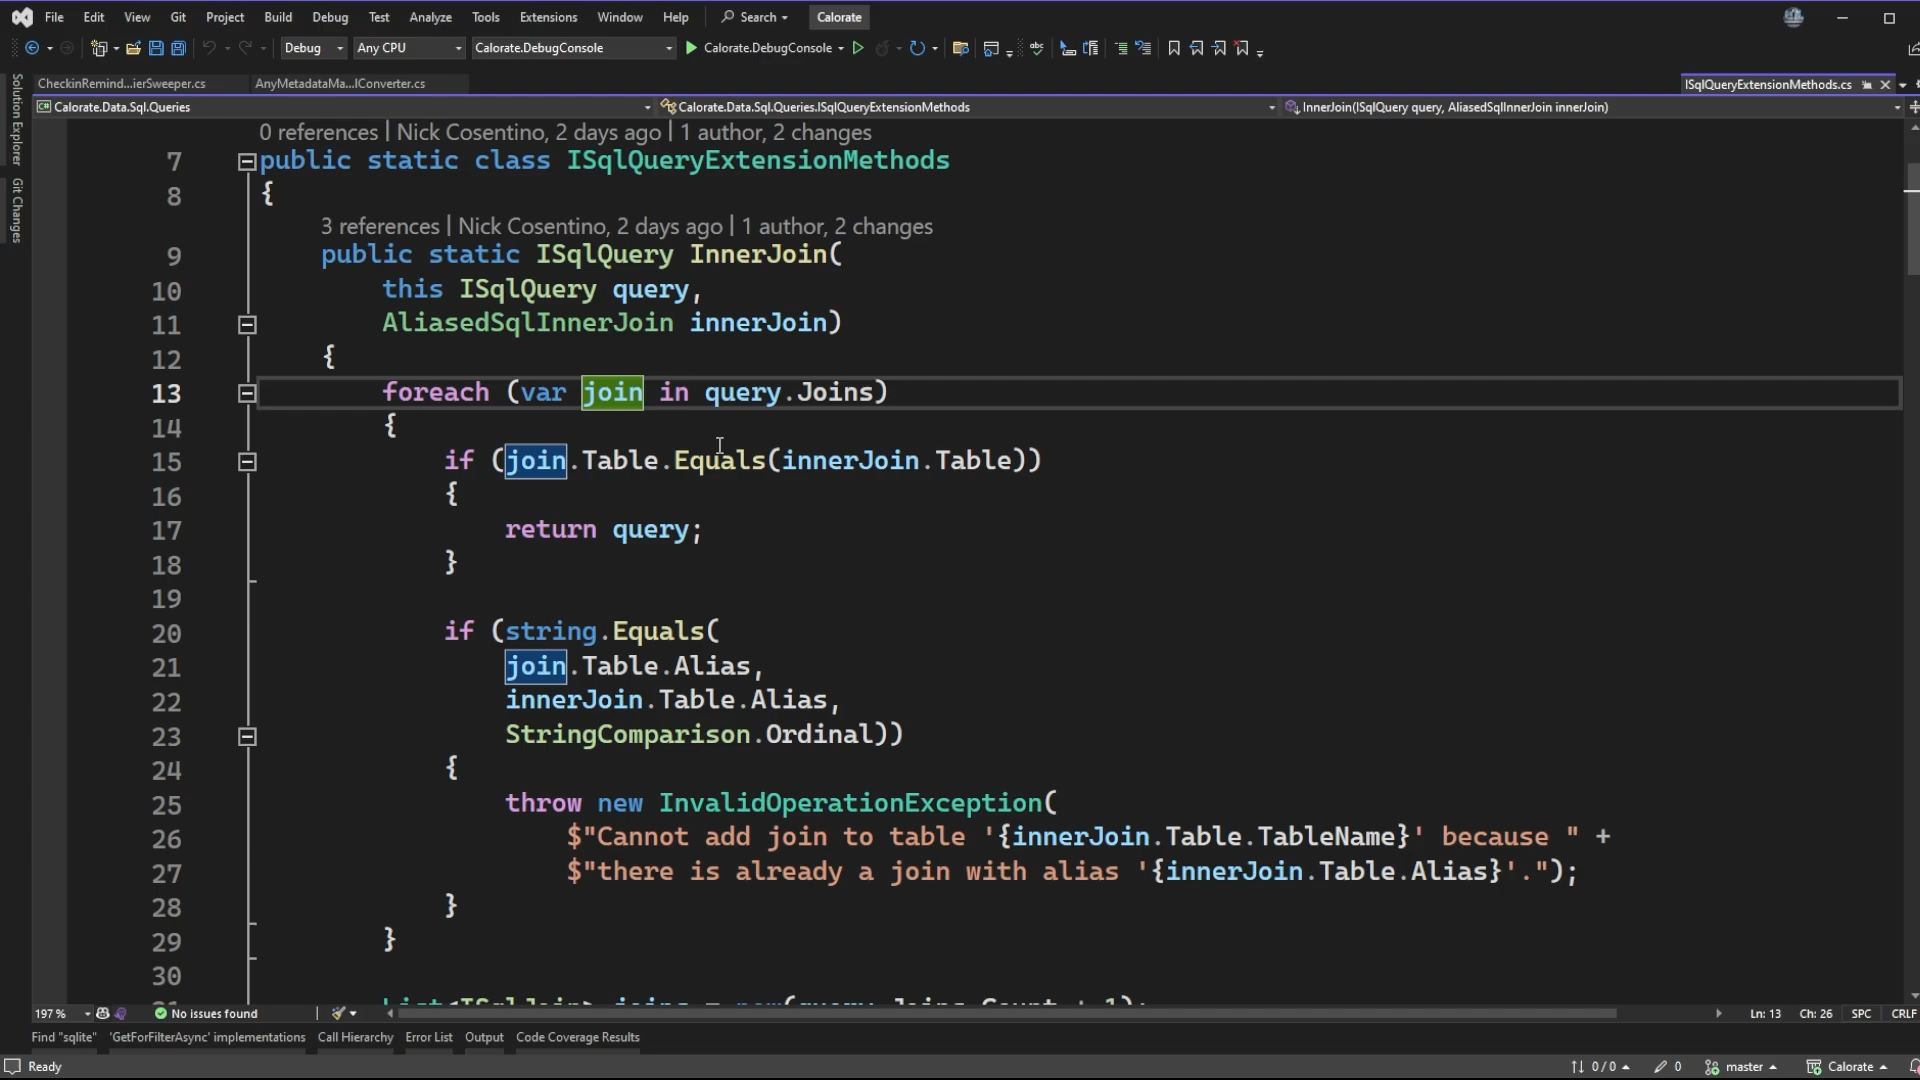 File Edit View Git Project Build Debug Test Analyze Tools Extensions Window Help Search Calorate
Debug Any CPU Calorate.DebugConsole Calorate.DebugConsole
CheckinRemind...ierSweeper.cs AnyMetadataMa...lConverter.cs ISqlQueryExtensionMethods.cs
Calorate.Data.Sql.Queries Calorate.Data.Sql.Queries.ISqlQueryExtensionMethods InnerJoin(ISqlQuery query, AliasedSqlInnerJoin innerJoin)
Solution Explorer
Git Changes
0 references | Nick Cosentino, 2 days ago | 1 author, 2 changes
7 public static class ISqlQueryExtensionMethods
8 {
3 references | Nick Cosentino, 2 days ago | 1 author, 2 changes
9 public static ISqlQuery InnerJoin(
10 this ISqlQuery query,
11 AliasedSqlInnerJoin innerJoin)
12 {
13 foreach (var join in query.Joins)
14 {
15 if (join.Table.Equals(innerJoin.Table))
16 {
17 return query;
18 }
19
20 if (string.Equals(
21 join.Table.Alias,
22 innerJoin.Table.Alias,
23 StringComparison.Ordinal))
24 {
25 throw new InvalidOperationException(
26 $"Cannot add join to table '{innerJoin.Table.TableName}' because " +
27 $"there is already a join with alias '{innerJoin.Table.Alias}'.");
28 }
29 }
30
197 % No issues found Ln: 13 Ch: 26 SPC CRLF
Find "sqlite" 'GetForFilterAsync' implementations Call Hierarchy Error List Output Code Coverage Results
Ready 0 / 0 0 master Calorate